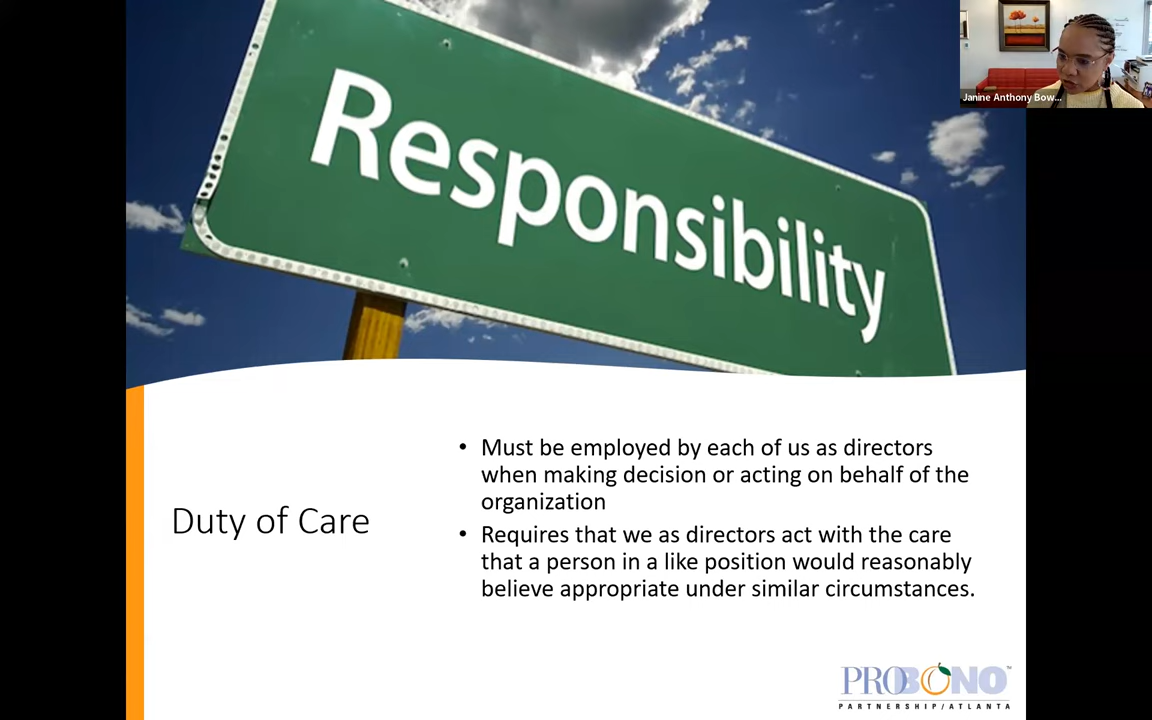 Responsibility
Janine Anthony Bow...
Duty of Care
• Must be employed by each of us as directors
when making decision or acting on behalf of the
organization
• Requires that we as directors act with the care
that a person in a like position would reasonably
believe appropriate under similar circumstances.
PROBONO™
PARTNERSHIP/ATLANTA